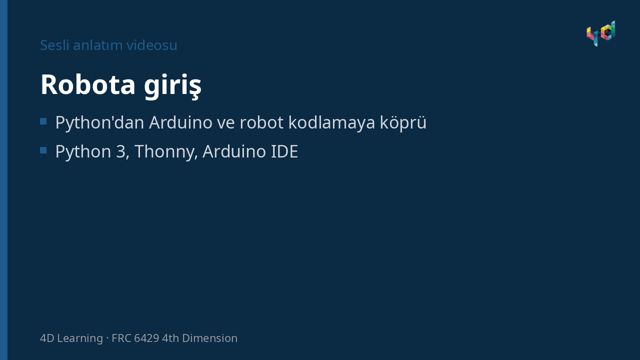 Sesli anlatım videosu
Robota giriş
Python'dan Arduino ve robot kodlamaya köprü
Python 3, Thonny, Arduino IDE
4D Learning · FRC 6429 4th Dimension
4d